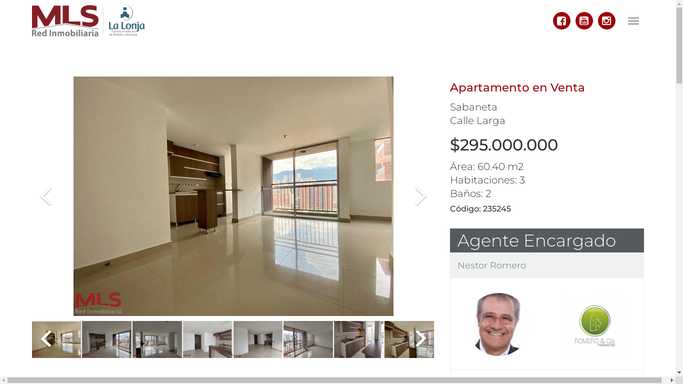 MLS
Red Inmobiliaria
La Lonja
Apartamento en Venta
Sabaneta
Calle Larga
$295.000.000
Área: 60.40 m2
Habitaciones: 3
Baños: 2
Código: 235245
Agente Encargado
Nestor Romero
MLS
Red Inmobiliaria
ROMERO & CIA